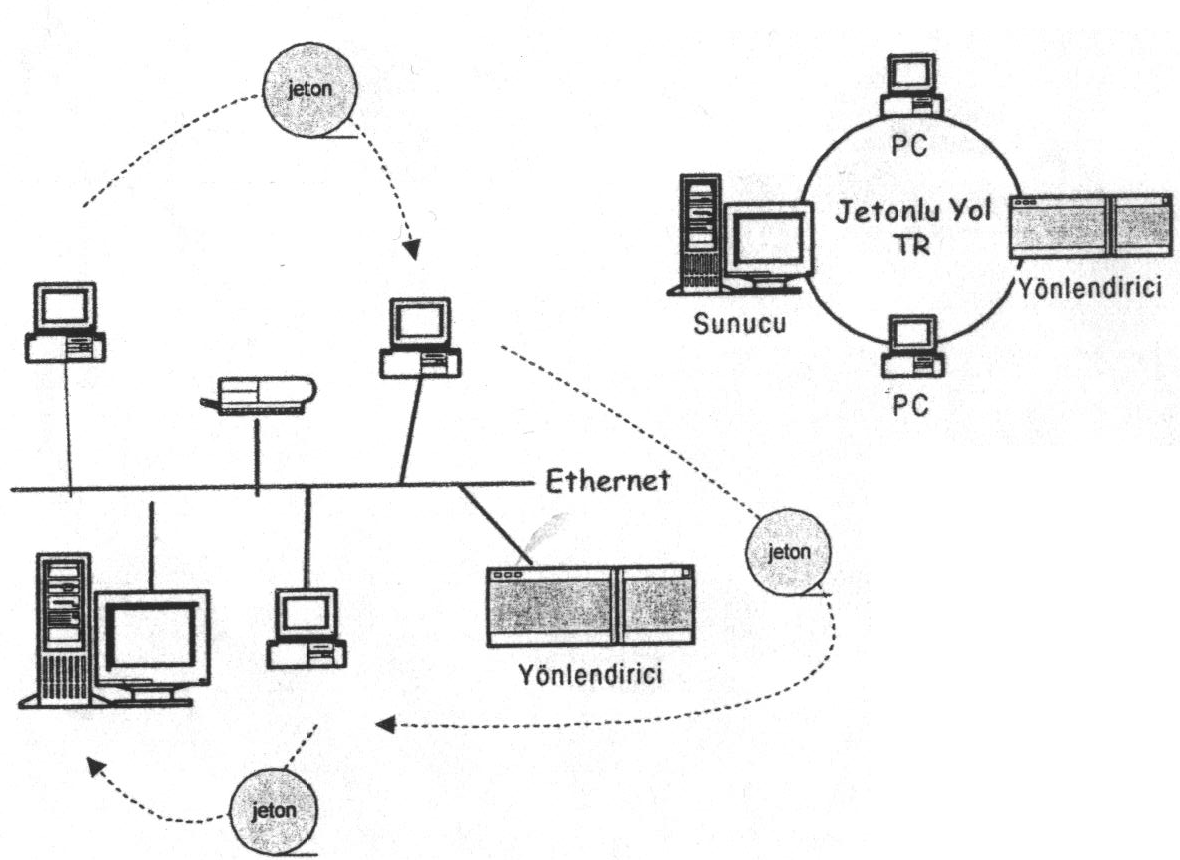 jeton
PC
Jetonlu Yol
TR
Sunucu
Yönlendirici
PC
Ethernet
jeton
Yönlendirici
jeton